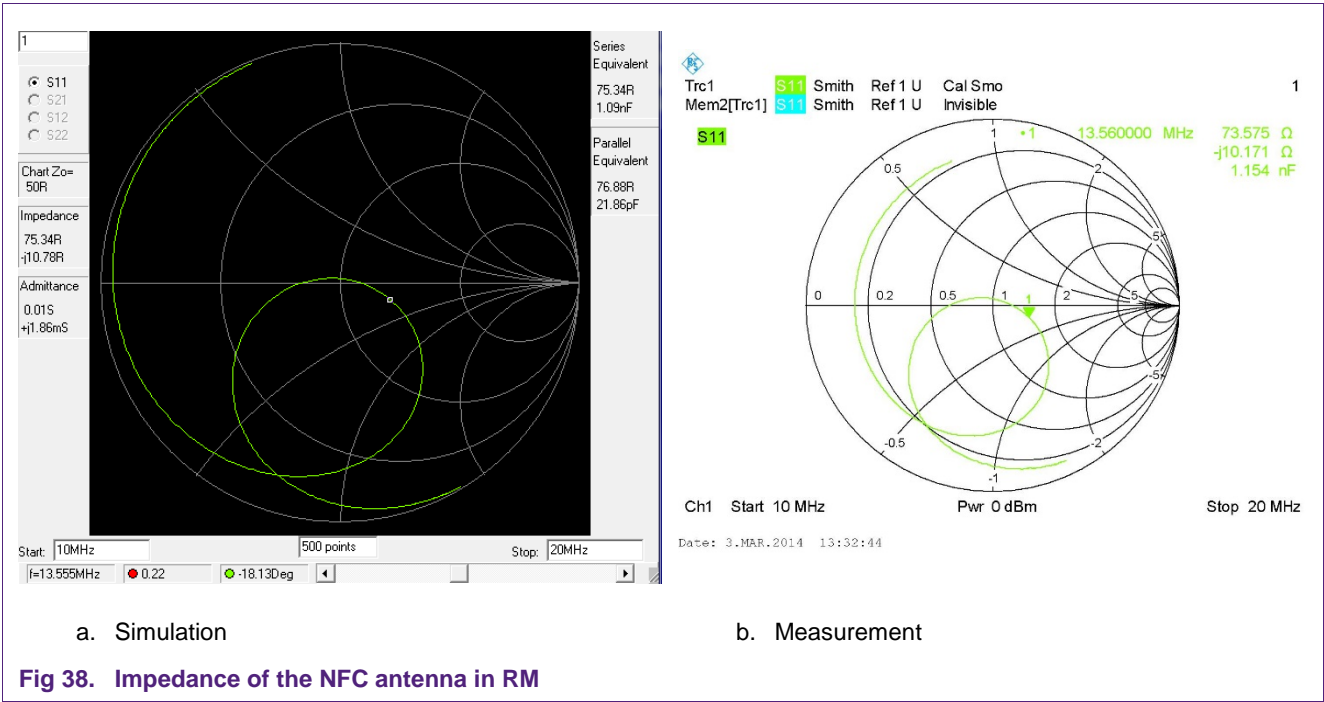 1
S11
S21
S12
S22
Chart Zo=
50R
Impedance
75.34R
-j10.78R
Admittance
0.01S
+j1.86mS
Series
Equivalent
75.34R
1.09nF
Parallel
Equivalent
76.88R
21.86pF
Start: 10MHz
500 points
Stop: 20MHz
f=13.555MHz
0.22
-18.13Deg
Trc1 S11 Smith Ref 1 U Cal Smo 1
Mem2[Trc1] S11 Smith Ref 1 U Invisible
S11
•1 13.560000 MHz 73.575 Ω
-j10.171 Ω
1.154 nF
1
0.5
2
5
0 0.2 0.5 1 2 5
1
-5
-0.5
-2
-1
Ch1 Start 10 MHz Pwr 0 dBm Stop 20 MHz
Date: 3.MAR.2014 13:32:44
a. Simulation
b. Measurement
Fig 38. Impedance of the NFC antenna in RM